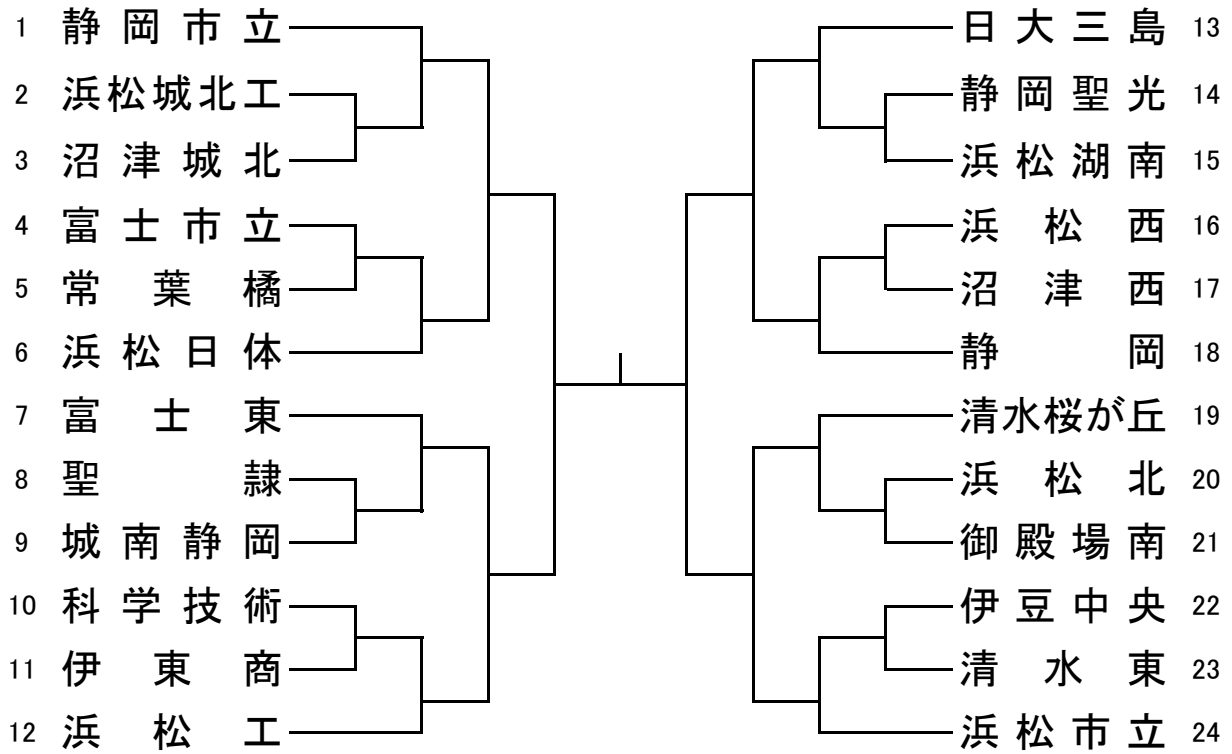 1 静岡市立
2 浜松城北工
3 沼津城北
4 富士市立
5 常葉橘
6 浜松日体
7 富士東
8 聖隷
9 城南静岡
10 科学技術
11 伊東商
12 浜松工
日大三島 13
静岡聖光 14
浜松湖南 15
浜松西 16
沼津西 17
静岡 18
清水桜が丘 19
浜松北 20
御殿場南 21
伊豆中央 22
清水東 23
浜松市立 24